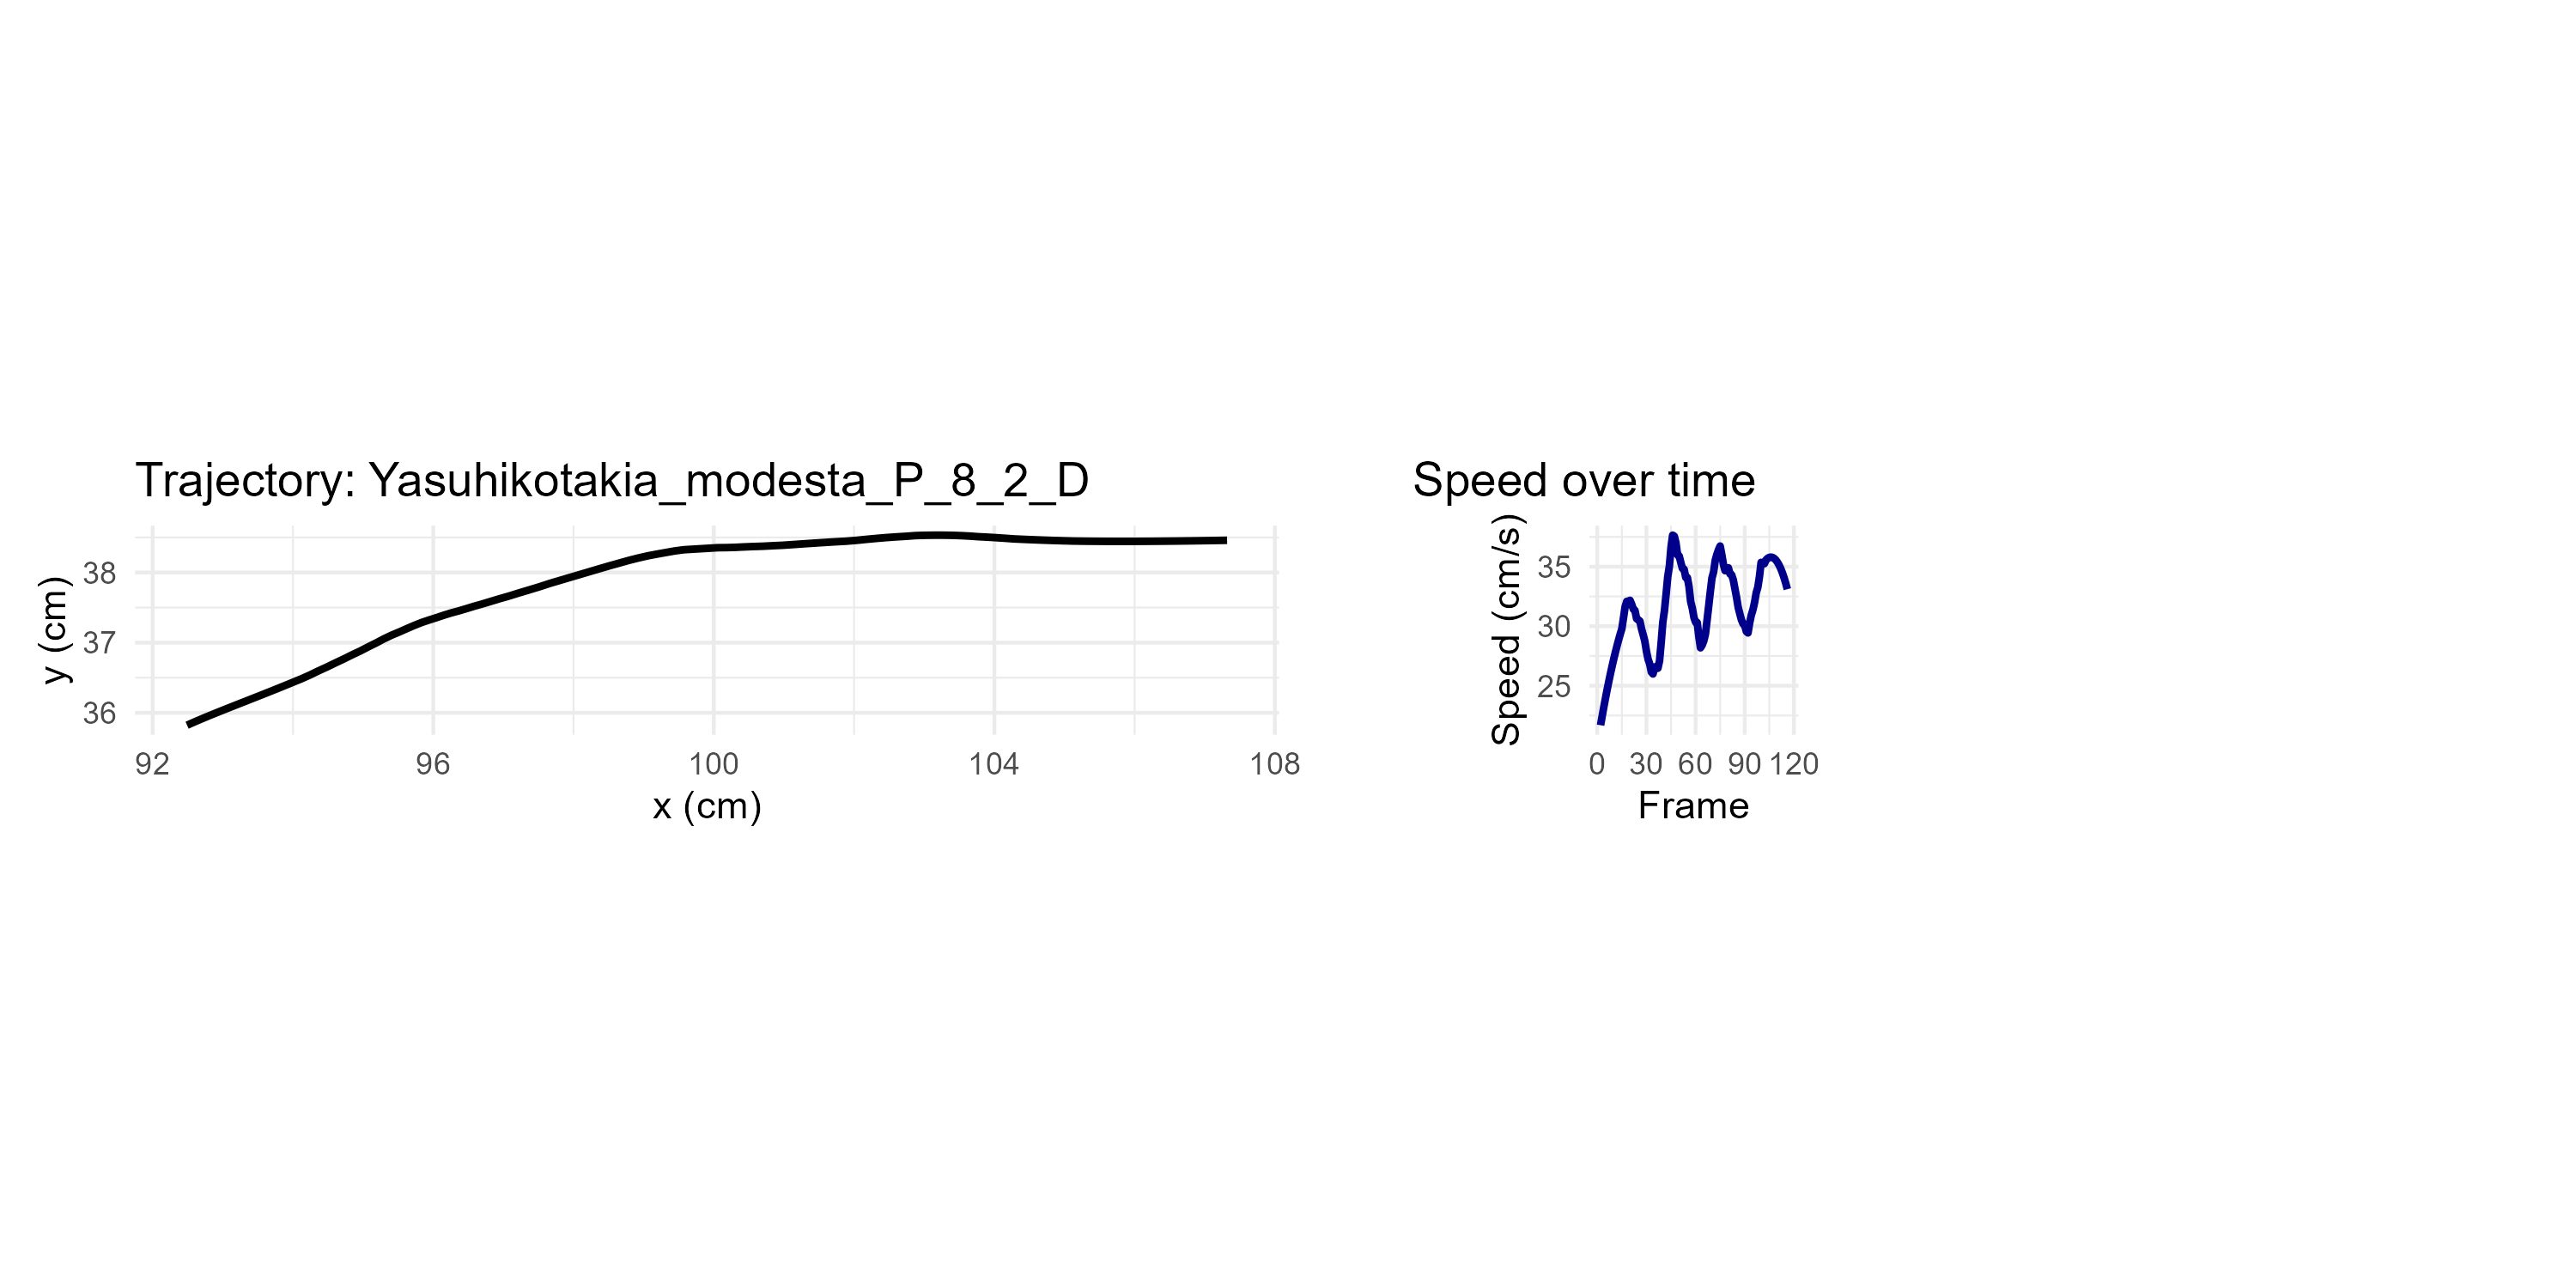 Trajectory: Yasuhikotakia_modesta_P_8_2_D
y (cm)
38
37
36
92 96 100 104 108
x (cm)
Speed over time
Speed (cm/s)
35
30
25
0 30 60 90 120
Frame